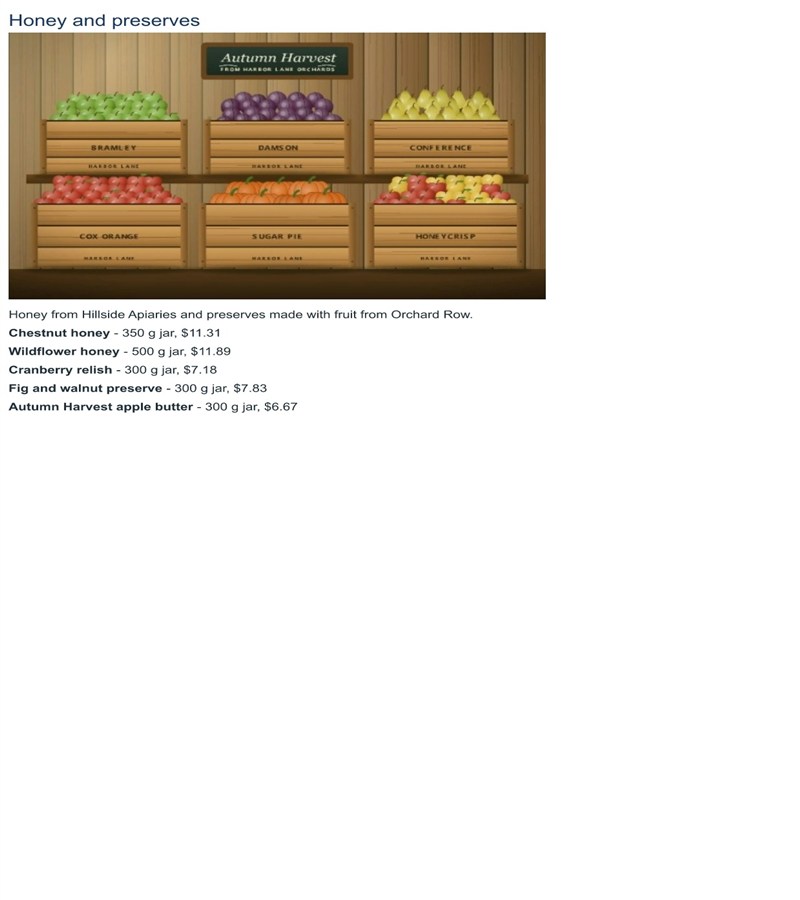 Honey and preserves
Autumn Harvest
FROM HARBOR LANE ORCHARDS
BRAMLEY
HARBOR LANE
DAMSON
HARBOR LANE
CONFERENCE
HARBOR LANE
COX ORANGE
HARBOR LANE
SUGAR PIE
HARBOR LANE
HONEYCRISP
HARBOR LANE
Honey from Hillside Apiaries and preserves made with fruit from Orchard Row.
Chestnut honey - 350 g jar, $11.31
Wildflower honey - 500 g jar, $11.89
Cranberry relish - 300 g jar, $7.18
Fig and walnut preserve - 300 g jar, $7.83
Autumn Harvest apple butter - 300 g jar, $6.67